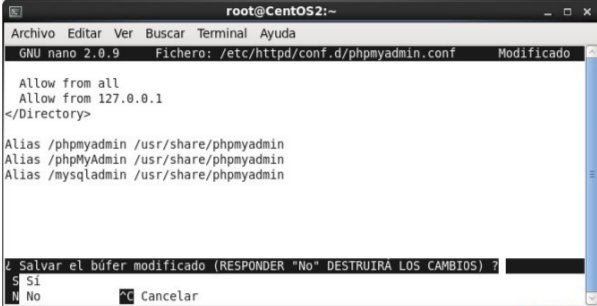 root@CentOS2:~
Archivo Editar Ver Buscar Terminal Ayuda
GNU nano 2.0.9 Fichero: /etc/httpd/conf.d/phpmyadmin.conf Modificado
Allow from all
Allow from 127.0.0.1
</Directory>
Alias /phpmyadmin /usr/share/phpmyadmin
Alias /phpMyAdmin /usr/share/phpmyadmin
Alias /mysqladmin /usr/share/phpmyadmin
¿ Salvar el búfer modificado (RESPONDER "No" DESTRUIRÁ LOS CAMBIOS) ?
S Sí
N No ^C Cancelar